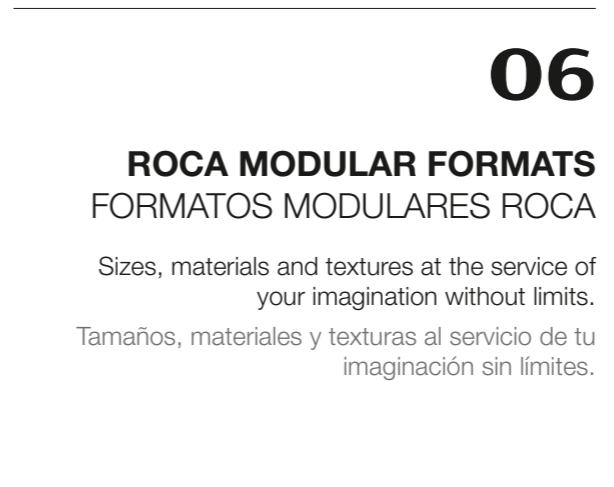 06
ROCA MODULAR FORMATS
FORMATOS MODULARES ROCA
Sizes, materials and textures at the service of
your imagination without limits.
Tamaños, materiales y texturas al servicio de tu
imaginación sin límites.